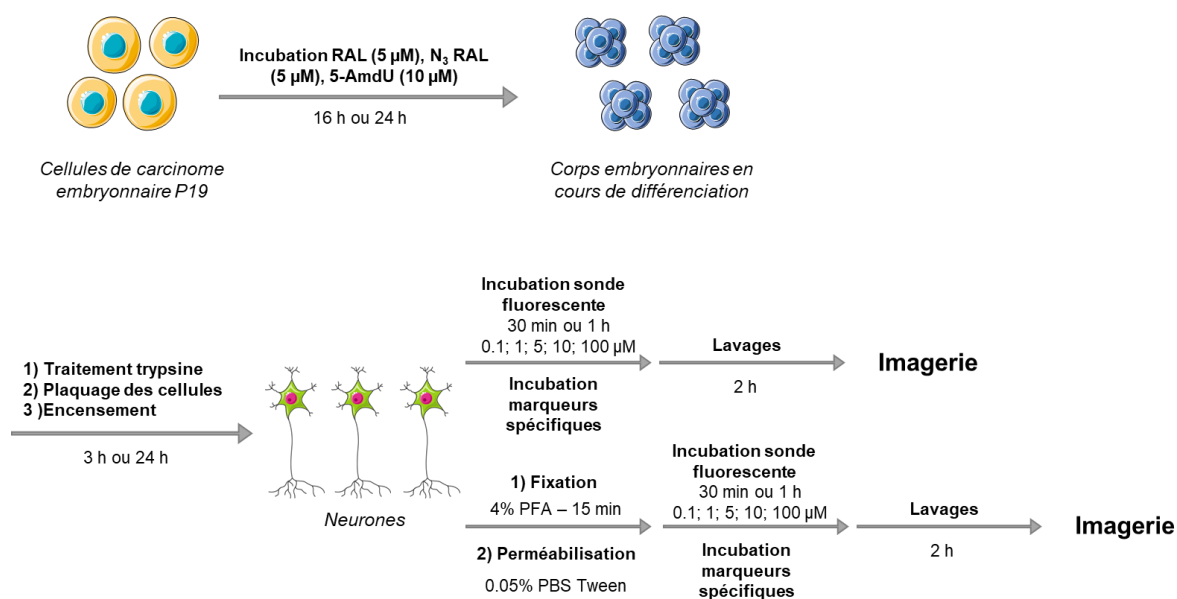 Incubation RAL (5 µM), N₃ RAL
(5 µM), 5-AmdU (10 µM)
16 h ou 24 h
Cellules de carcinome
embryonnaire P19
Corps embryonnaires en
cours de différenciation
1) Traitement trypsine
2) Plaquage des cellules
3 )Encensement
3 h ou 24 h
Neurones
Incubation sonde
fluorescente
30 min ou 1 h
0.1; 1; 5; 10; 100 µM
Incubation
marqueurs
spécifiques
Lavages
2 h
Imagerie
1) Fixation
4% PFA – 15 min
2) Perméabilisation
0.05% PBS Tween
Incubation sonde
fluorescente
30 min ou 1 h
0.1; 1; 5; 10; 100 µM
Incubation
marqueurs
spécifiques
Lavages
2 h
Imagerie